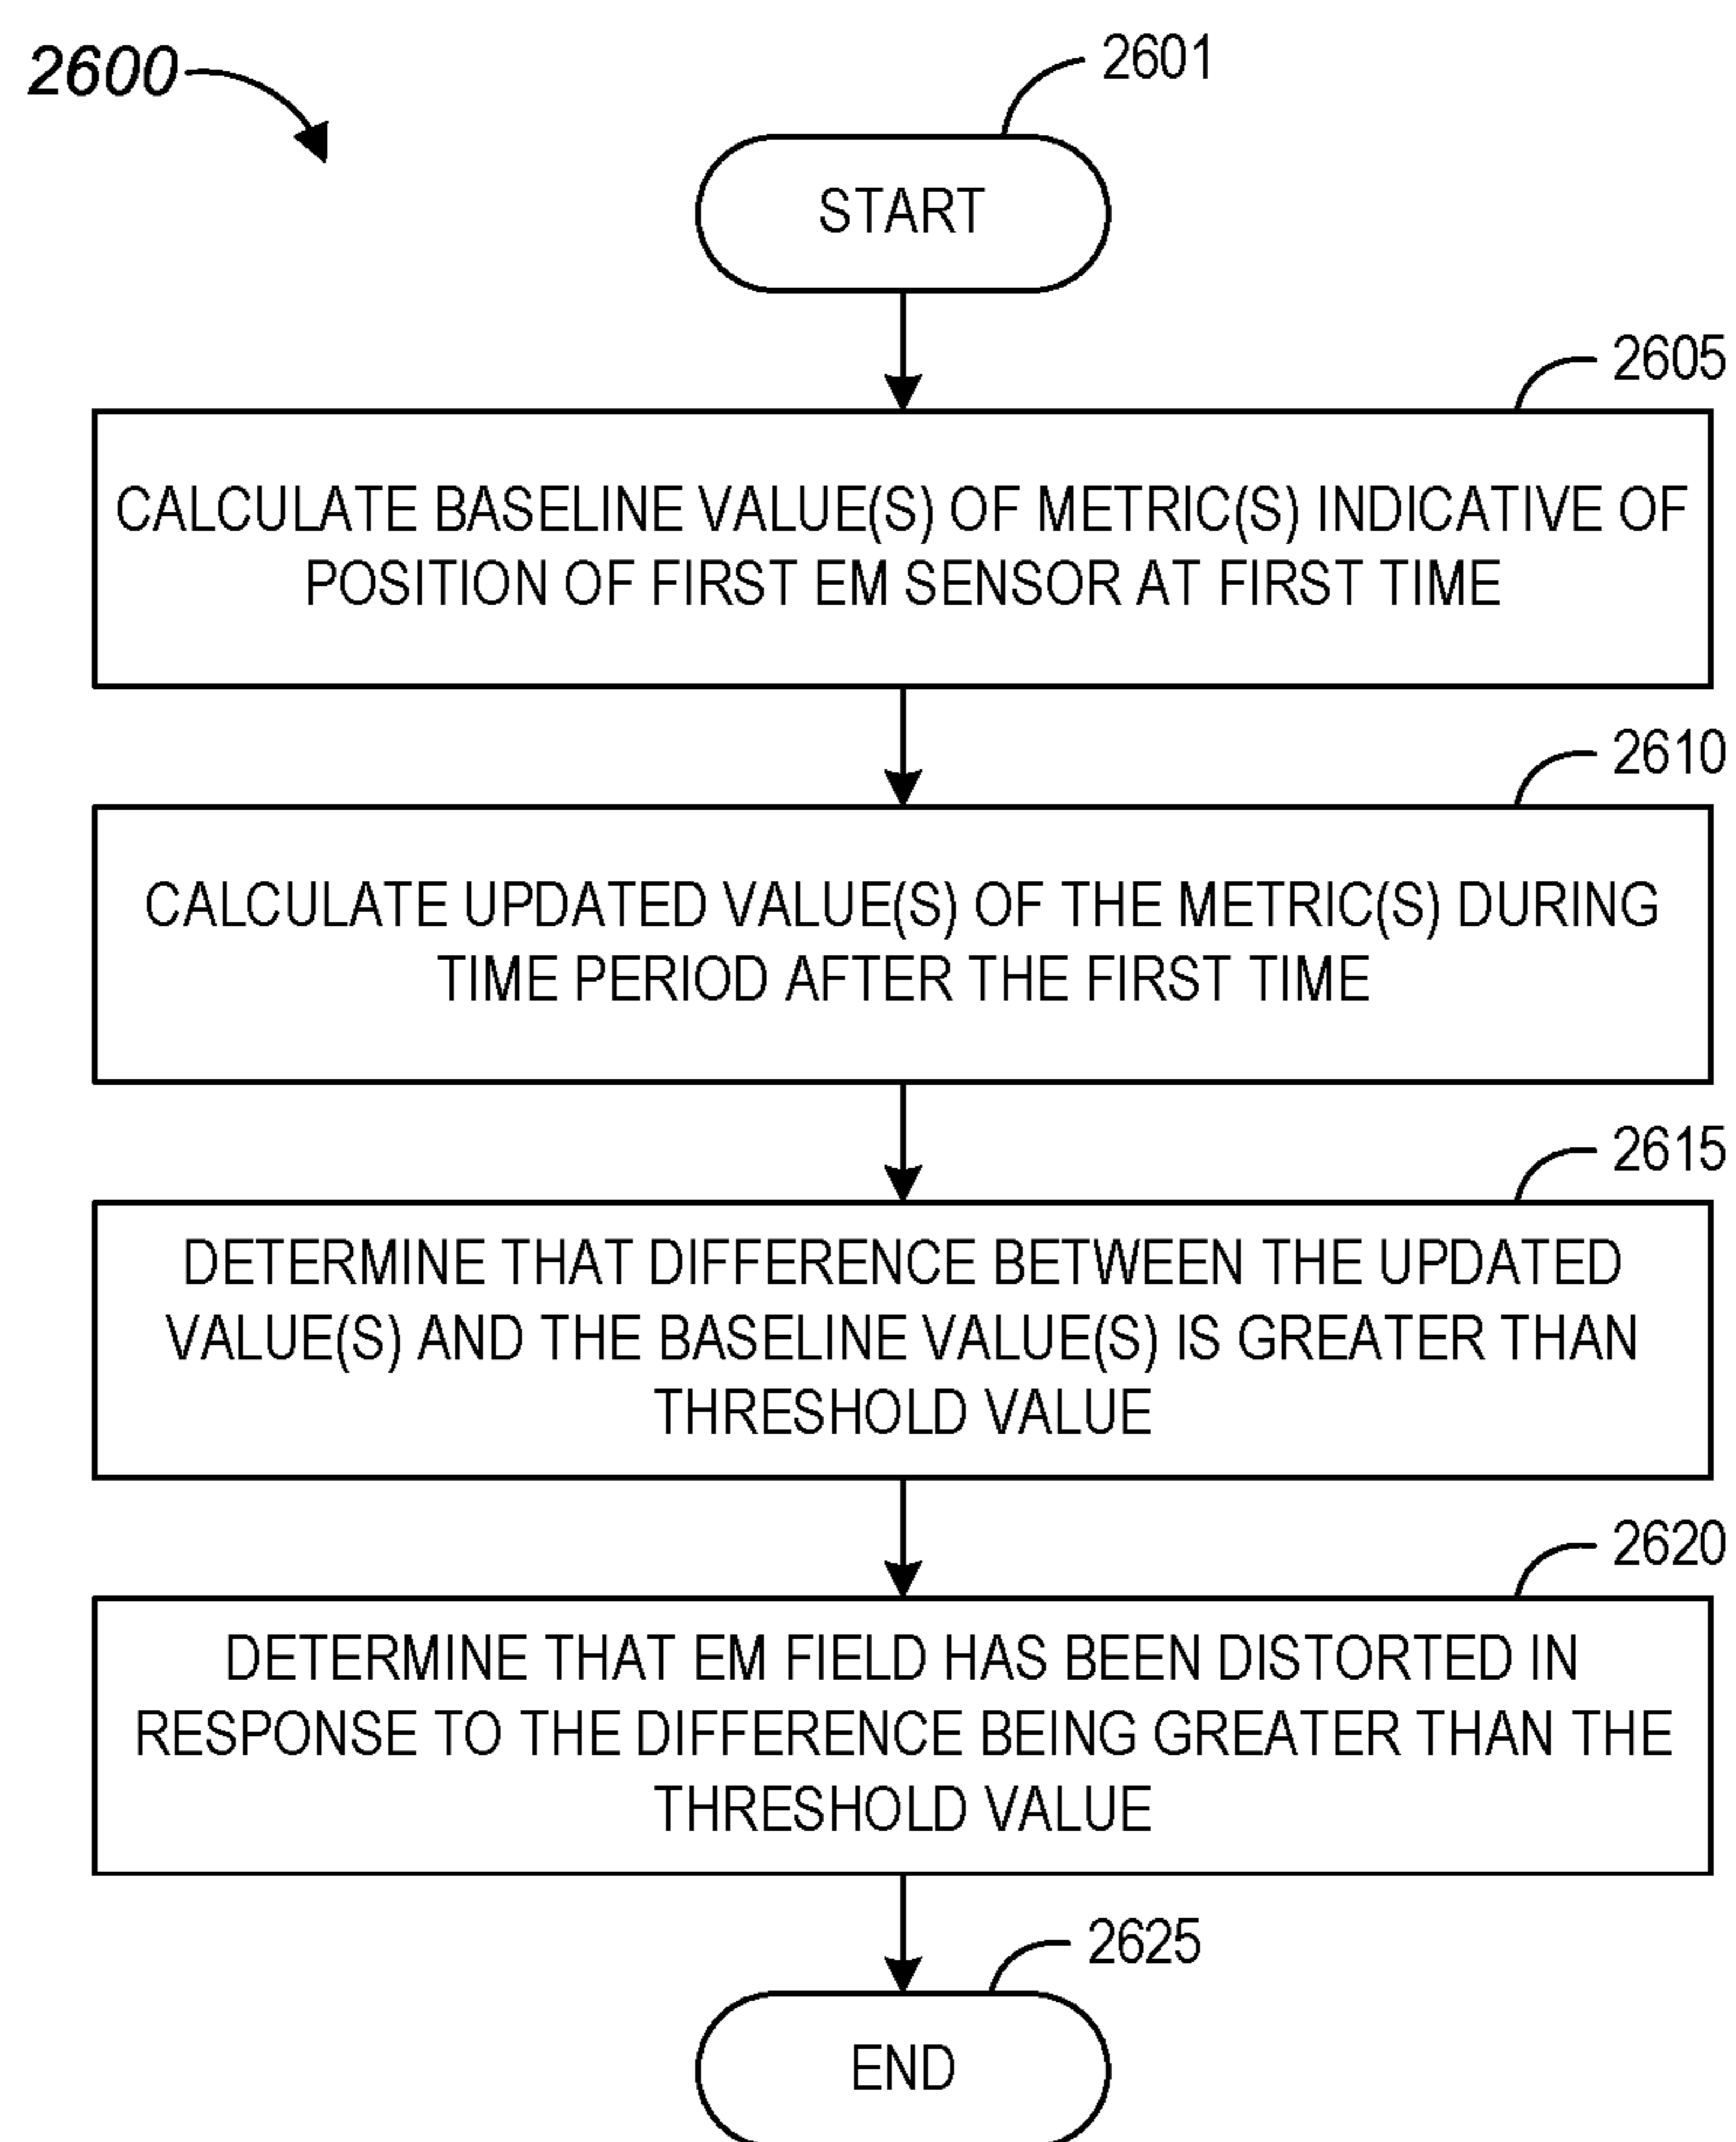 2600
2601
START
2605
CALCULATE BASELINE VALUE(S) OF METRIC(S) INDICATIVE OF
POSITION OF FIRST EM SENSOR AT FIRST TIME
2610
CALCULATE UPDATED VALUE(S) OF THE METRIC(S) DURING
TIME PERIOD AFTER THE FIRST TIME
2615
DETERMINE THAT DIFFERENCE BETWEEN THE UPDATED
VALUE(S) AND THE BASELINE VALUE(S) IS GREATER THAN
THRESHOLD VALUE
2620
DETERMINE THAT EM FIELD HAS BEEN DISTORTED IN
RESPONSE TO THE DIFFERENCE BEING GREATER THAN THE
THRESHOLD VALUE
2625
END